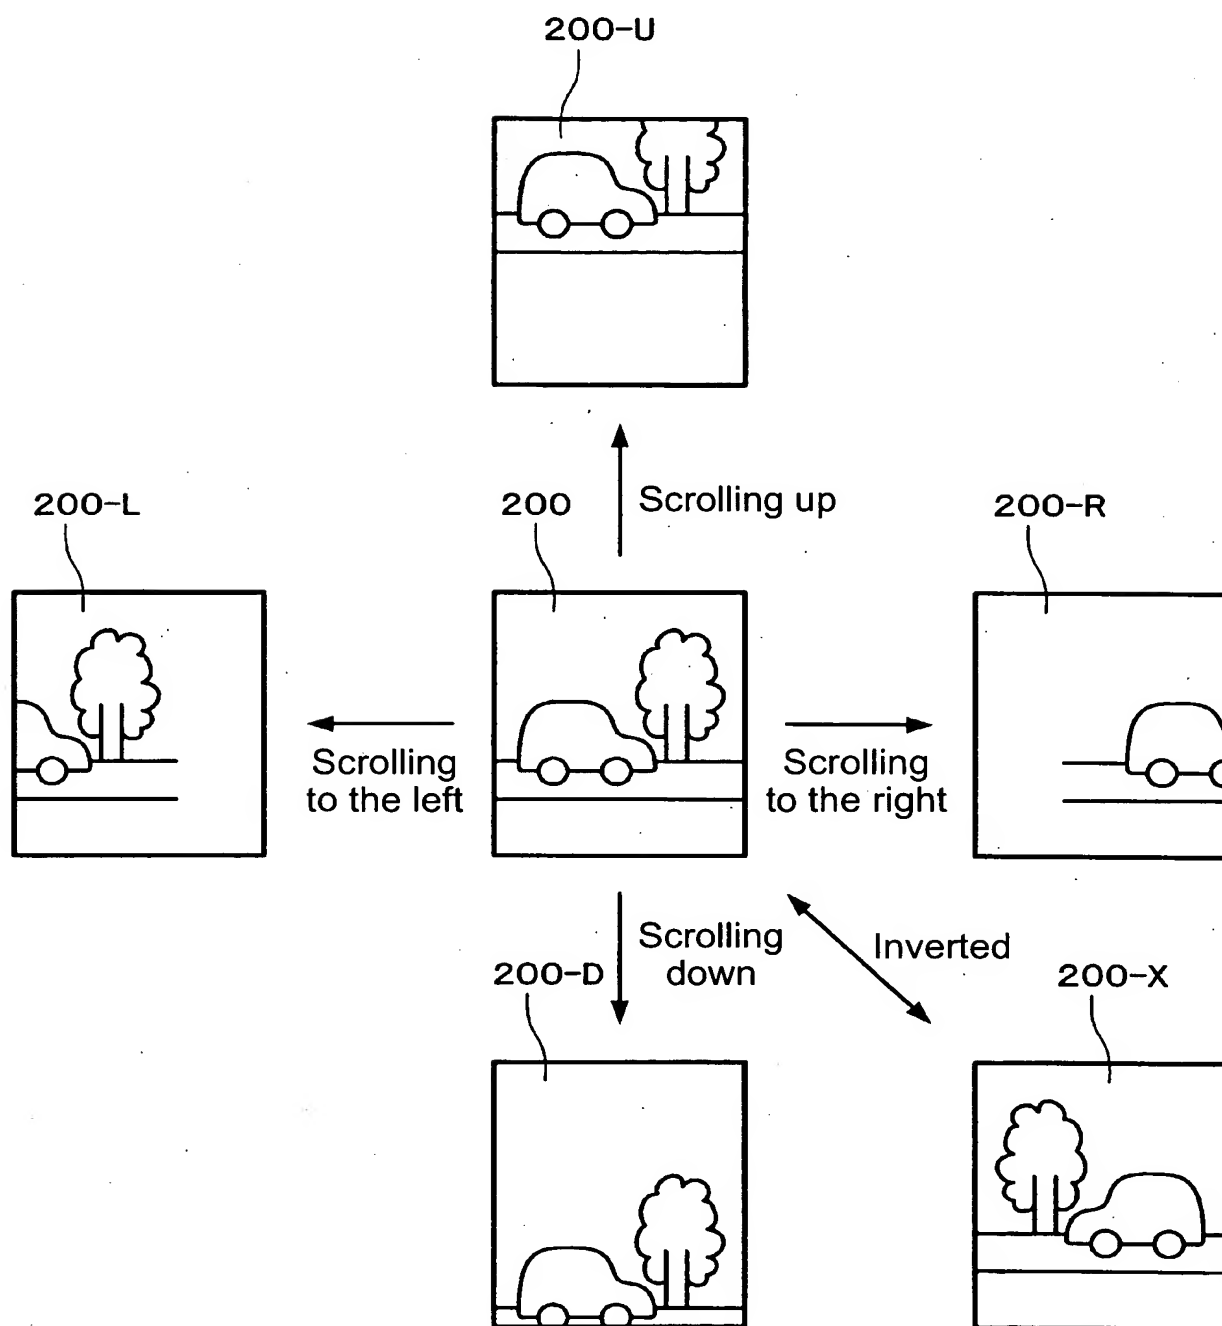 200-U
Scrolling up
200-L
200
200-R
Scrolling
to the left
Scrolling
to the right
Scrolling
down
Inverted
200-D
200-X